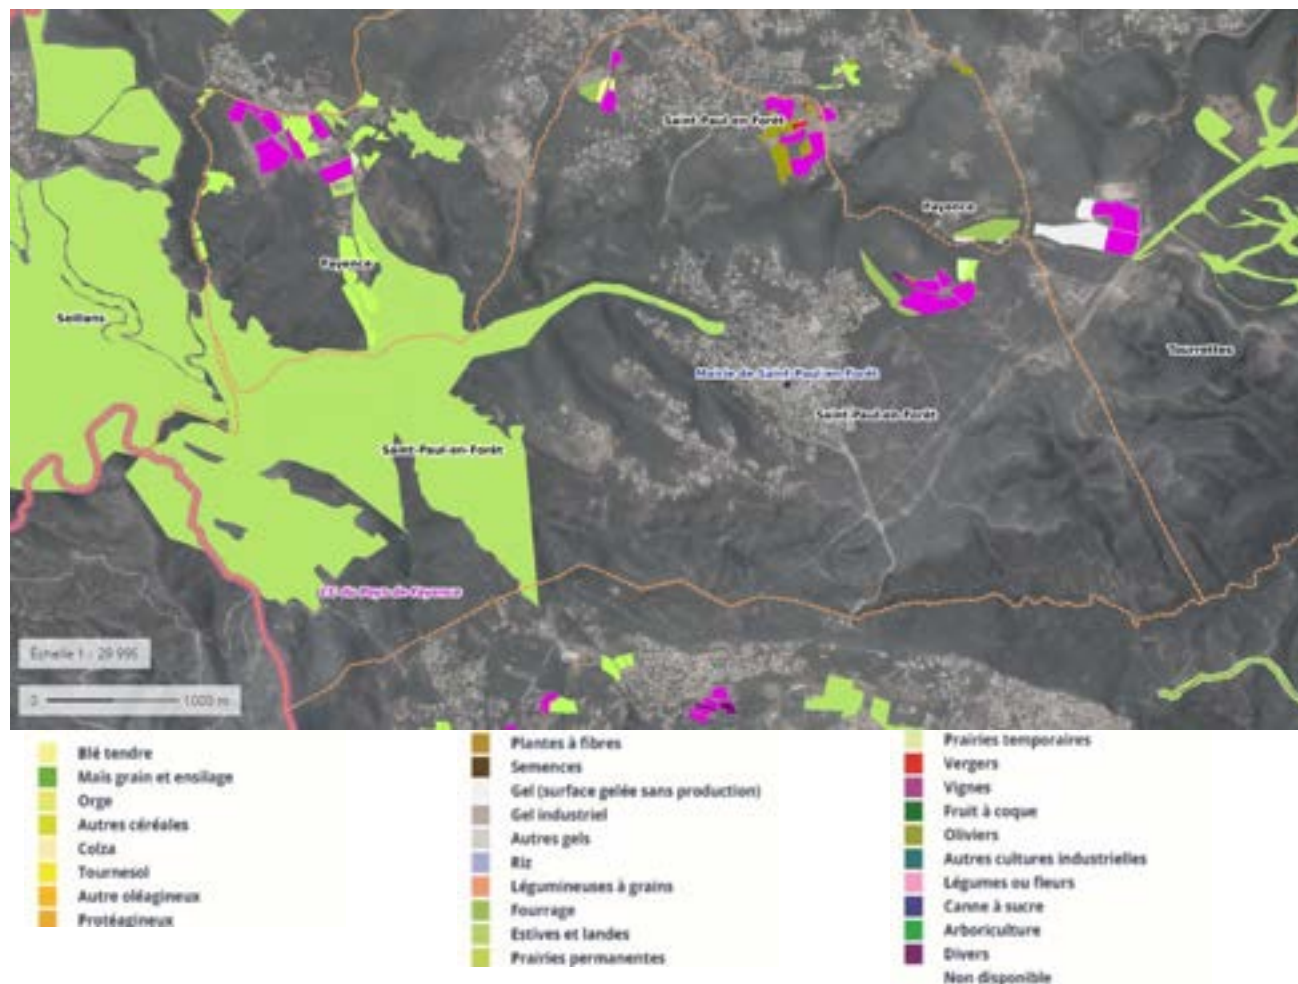 Saint-Paul-en-Forêt
Fayence
Fayence
Seillans
Tourrettes
Mairie de Saint-Paul-en-Forêt
Saint-Paul-en-Forêt
Saint-Paul-en-Forêt
CC du Pays de Fayence
Échelle 1 : 29 995
0 1000 m
Blé tendre
Maïs grain et ensilage
Orge
Autres céréales
Colza
Tournesol
Autre oléagineux
Protéagineux
Plantes à fibres
Semences
Gel (surface gelée sans production)
Gel industriel
Autres gels
Riz
Légumineuses à grains
Fourrage
Estives et landes
Prairies permanentes
Prairies temporaires
Vergers
Vignes
Fruit à coque
Oliviers
Autres cultures industrielles
Légumes ou fleurs
Canne à sucre
Arboriculture
Divers
Non disponible